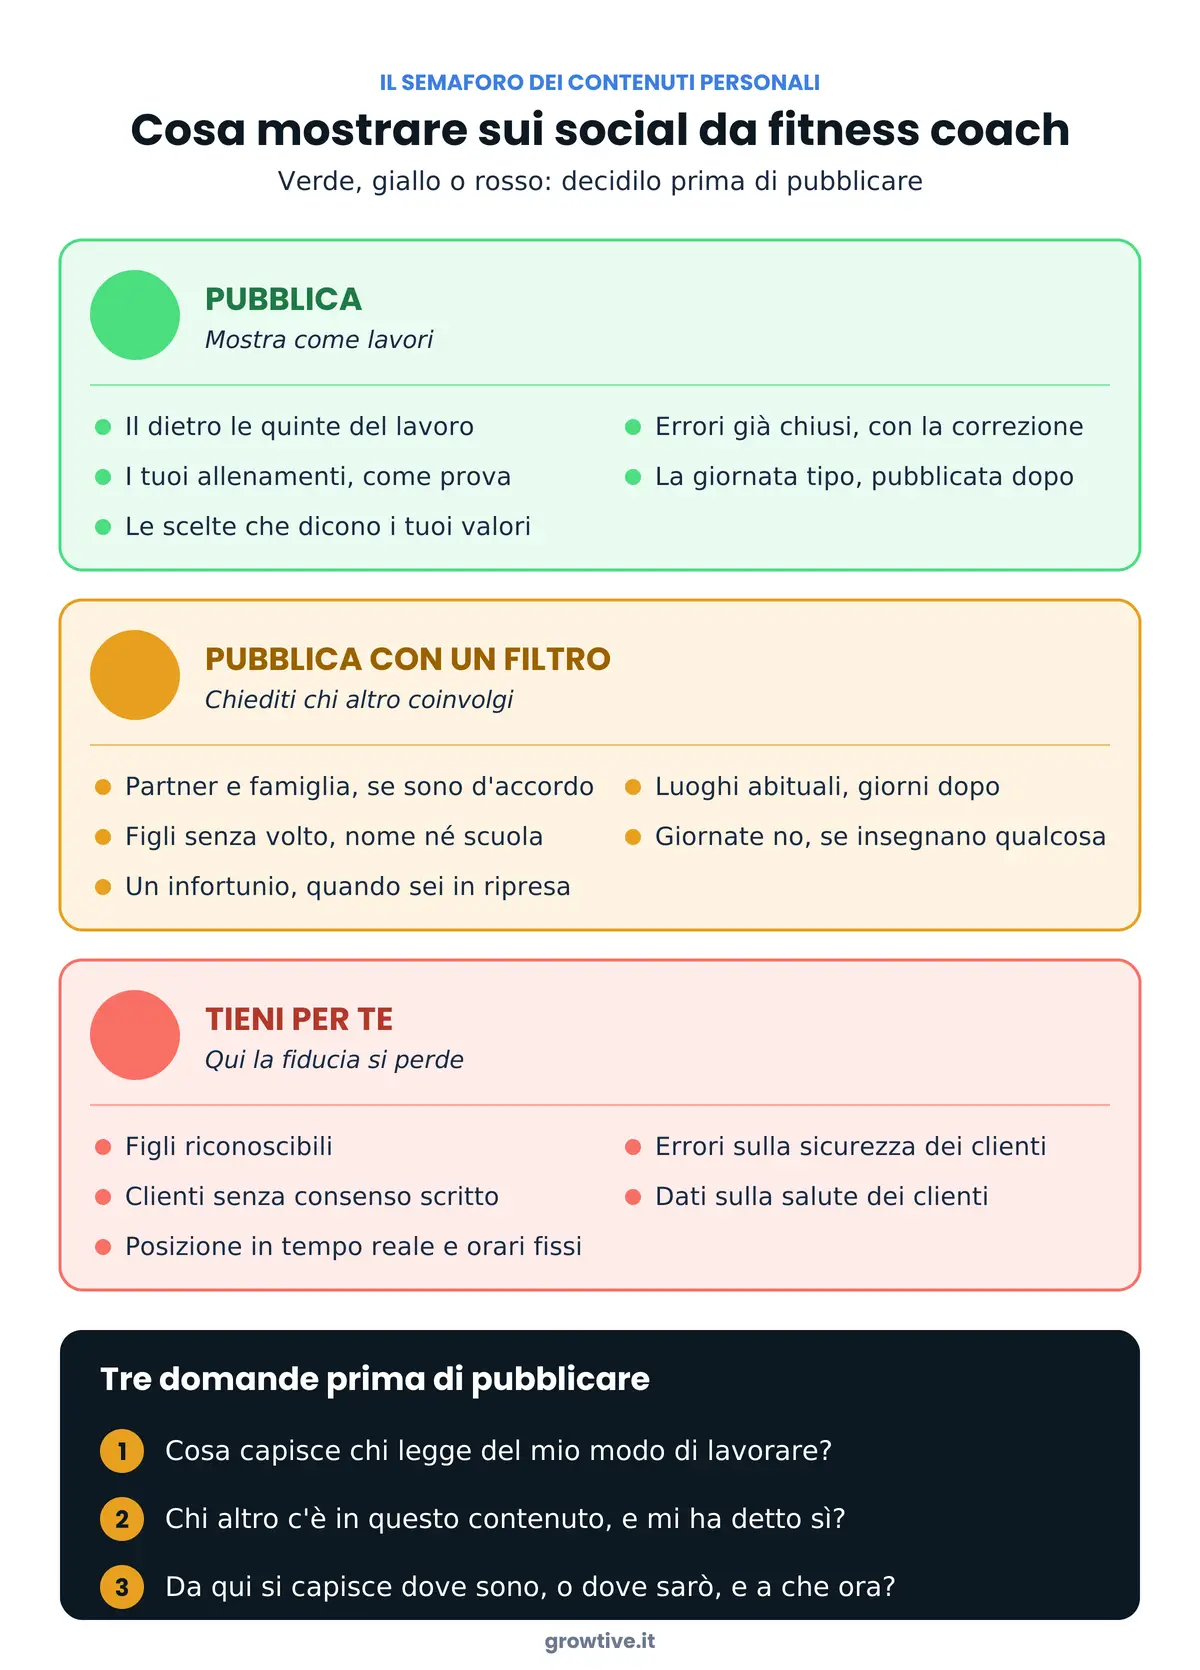 IL SEMAFORO DEI CONTENUTI PERSONALI
Cosa mostrare sui social da fitness coach
Verde, giallo o rosso: decidilo prima di pubblicare
PUBBLICA
Mostra come lavori
Il dietro le quinte del lavoro
I tuoi allenamenti, come prova
Le scelte che dicono i tuoi valori
Errori già chiusi, con la correzione
La giornata tipo, pubblicata dopo
PUBBLICA CON UN FILTRO
Chiediti chi altro coinvolgi
Partner e famiglia, se sono d'accordo
Figli senza volto, nome né scuola
Un infortunio, quando sei in ripresa
Luoghi abituali, giorni dopo
Giornate no, se insegnano qualcosa
TIENI PER TE
Qui la fiducia si perde
Figli riconoscibili
Clienti senza consenso scritto
Posizione in tempo reale e orari fissi
Errori sulla sicurezza dei clienti
Dati sulla salute dei clienti
Tre domande prima di pubblicare
1 Cosa capisce chi legge del mio modo di lavorare?
2 Chi altro c'è in questo contenuto, e mi ha detto sì?
3 Da qui si capisce dove sono, o dove sarò, e a che ora?
growtive.it